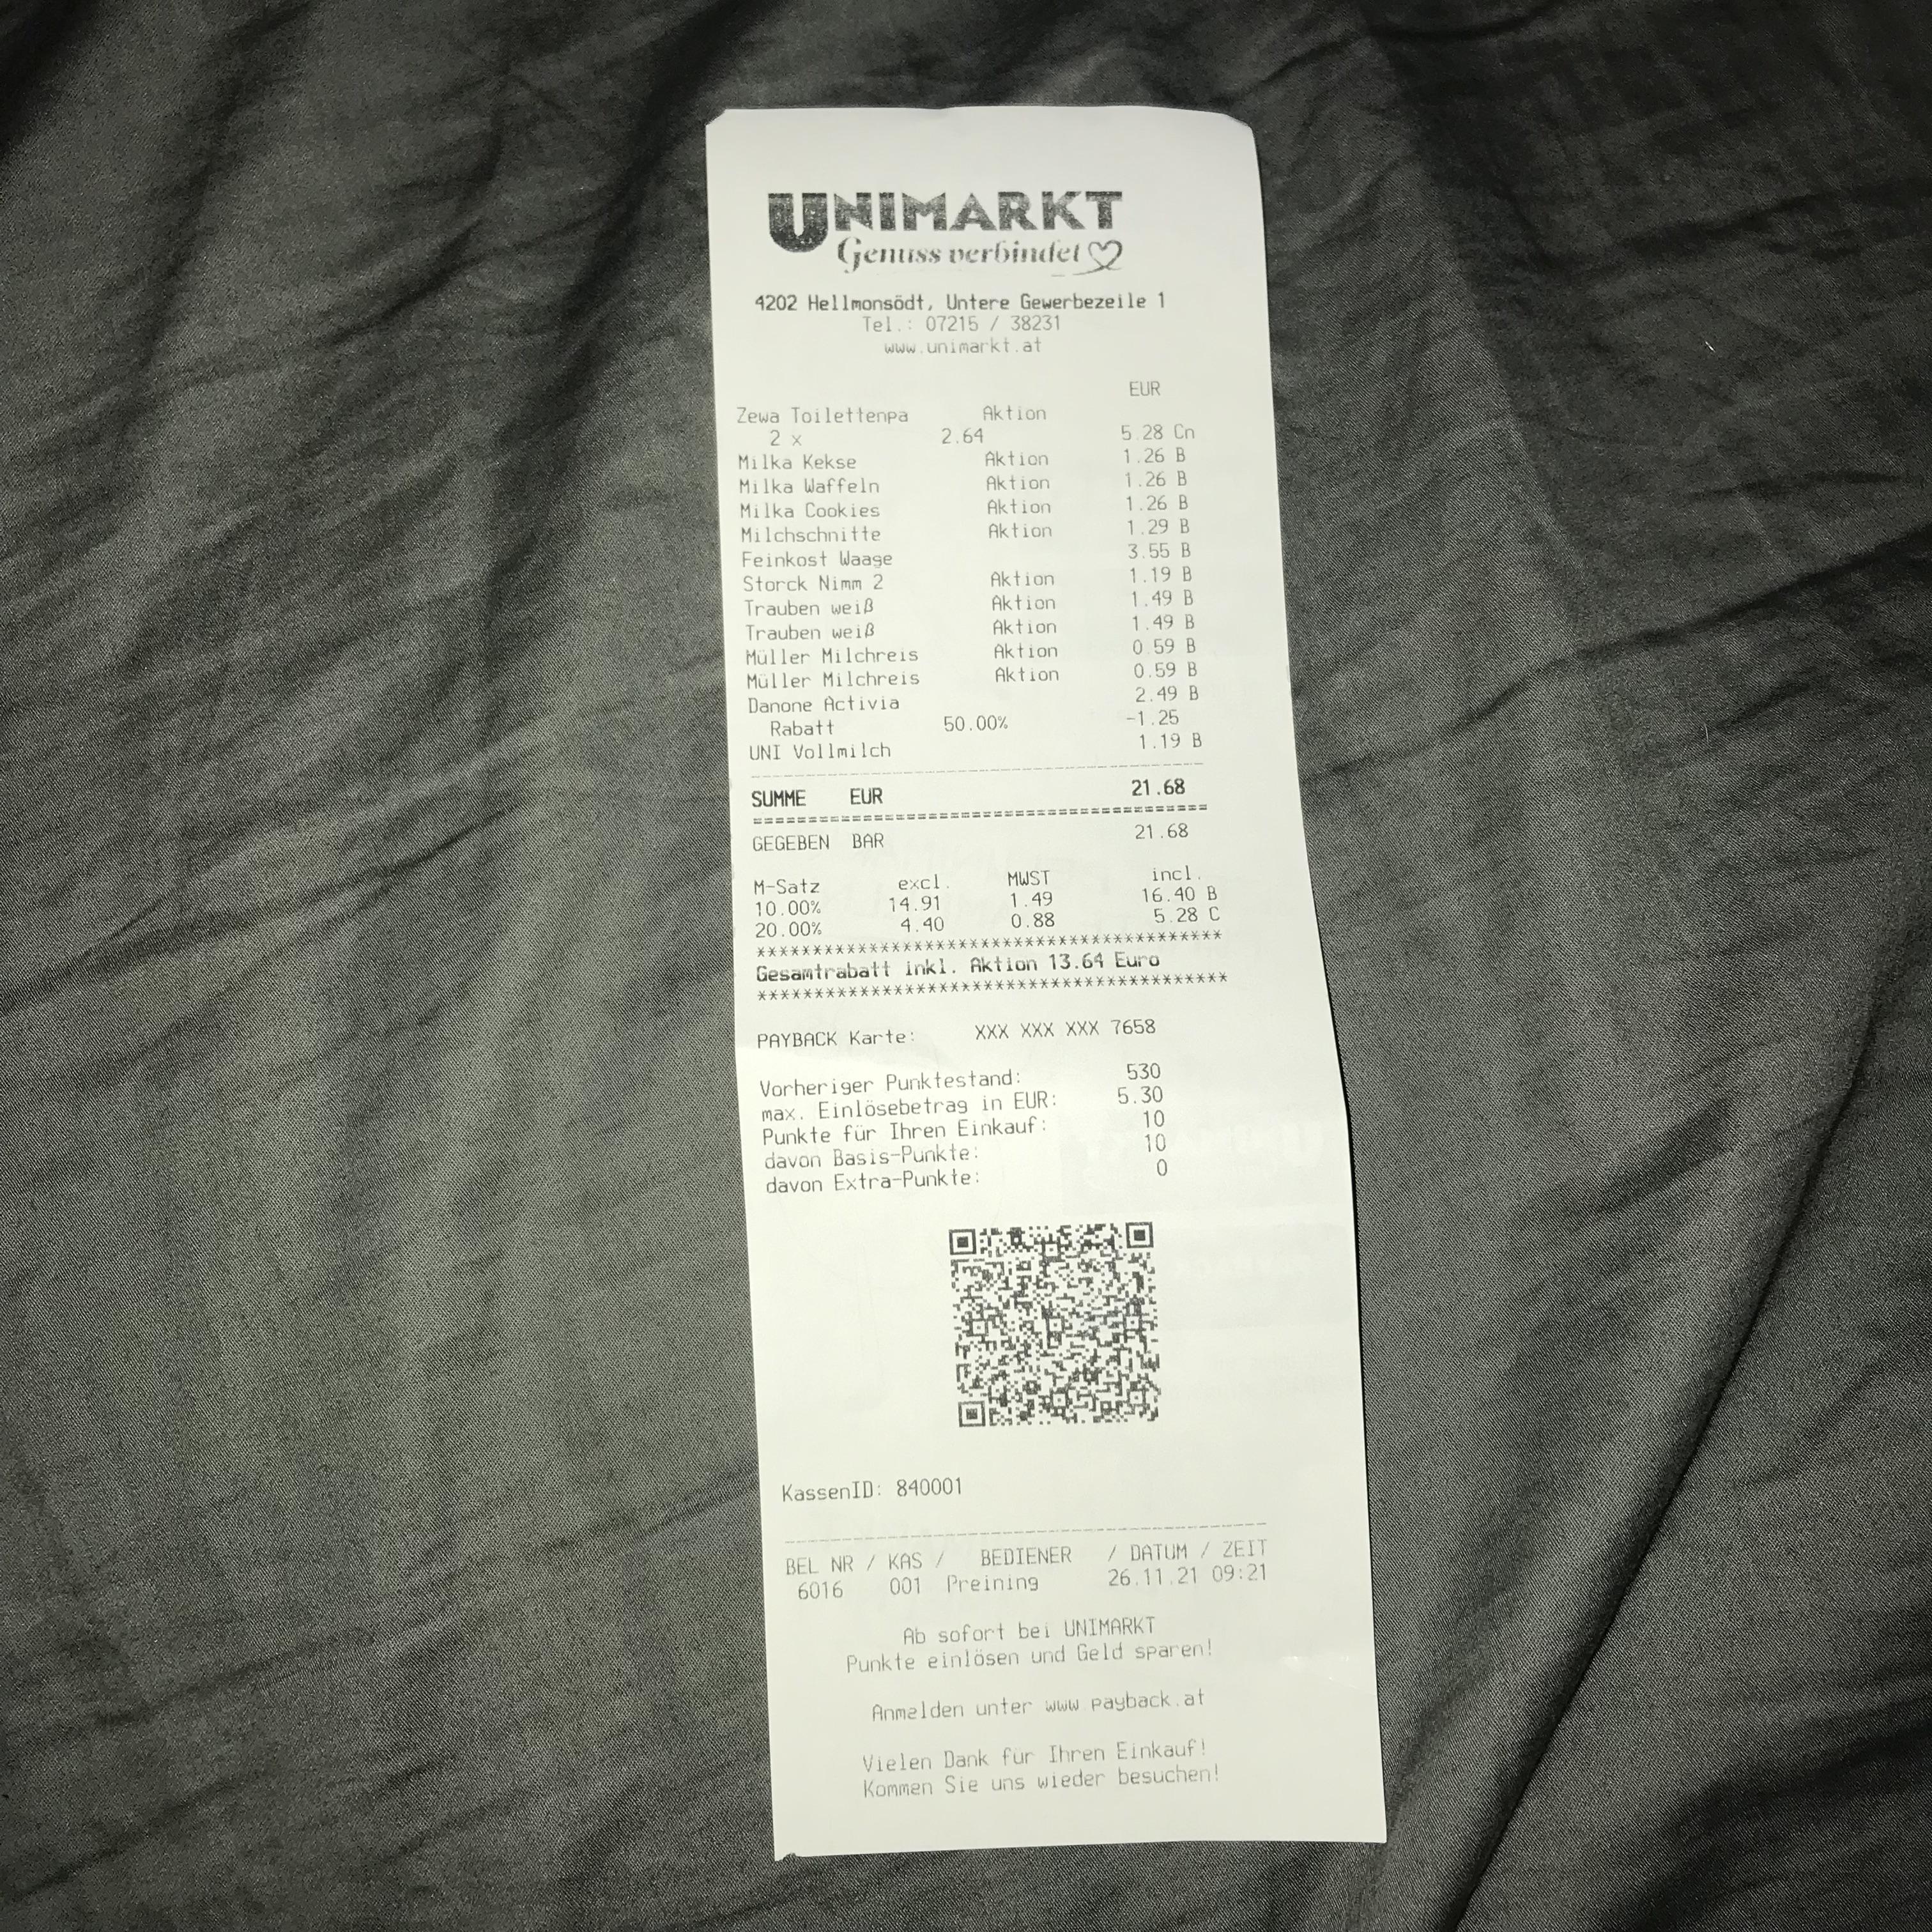 UNIMARKT
Genuss verbindet
4202 Hellmonsödt, Untere Gewerbezeile 1
Tel.: 07215 / 38231
www.unimarkt.at
EUR
Zewa Toilettenpa Aktion
2 x 2.64 5.28 Cn
Milka Kekse Aktion 1.26 B
Milka Waffeln Aktion 1.26 B
Milka Cookies Aktion 1.26 B
Milchschnitte Aktion 1.29 B
Feinkost Waage 3.55 B
Storck Nimm 2 Aktion 1.19 B
Trauben weiß Aktion 1.49 B
Trauben weiß Aktion 1.49 B
Müller Milchreis Aktion 0.59 B
Müller Milchreis Aktion 0.59 B
Danone Activia 2.49 B
Rabatt 50.00% -1.25
UNI Vollmilch 1.19 B
SUMME EUR 21.68
GEGEBEN BAR 21.68
M-Satz excl. MWST incl.
10.00% 14.91 1.49 16.40 B
20.00% 4.40 0.88 5.28 C
****************************************
Gesamtrabatt inkl. Aktion 13.64 Euro
****************************************
PAYBACK Karte: XXX XXX XXX 7658
Vorheriger Punktestand: 530
max. Einlösebetrag in EUR: 5.30
Punkte für Ihren Einkauf: 10
davon Basis-Punkte: 10
davon Extra-Punkte: 0
KassenID: 840001
BEL NR / KAS / BEDIENER / DATUM / ZEIT
6016 001 Preining 26.11.21 09:21
Ab sofort bei UNIMARKT
Punkte einlösen und Geld sparen!
Anmelden unter www.payback.at
Vielen Dank für Ihren Einkauf!
Kommen Sie uns wieder besuchen!